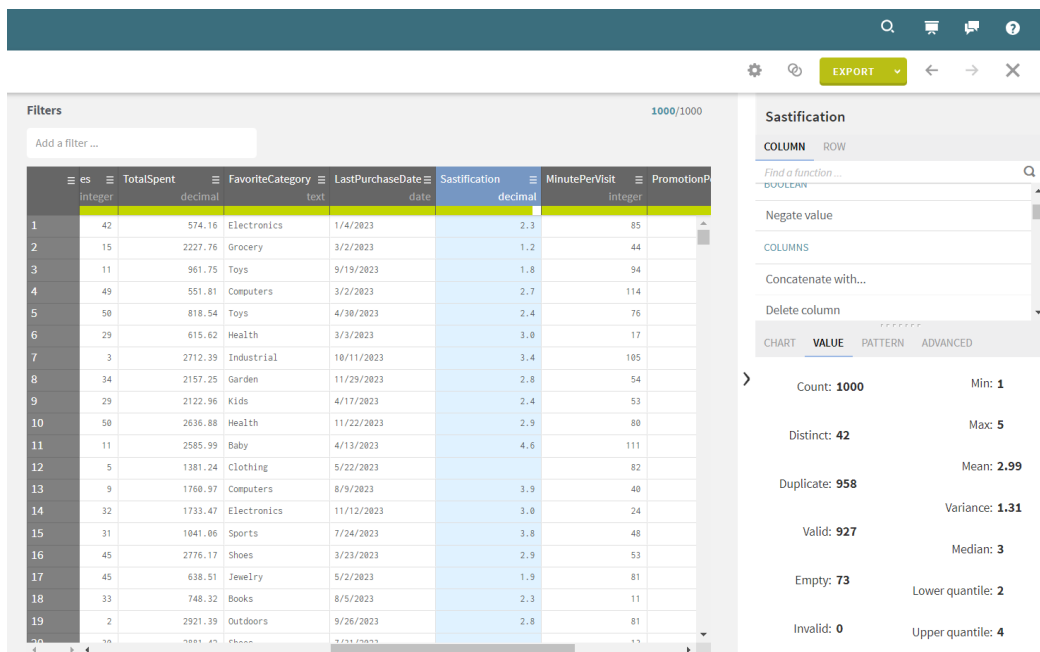 EXPORT
Filters
1000/1000
Add a filter ...
es TotalSpent FavoriteCategory LastPurchaseDate Sastification MinutePerVisit PromotionP
integer decimal text date decimal integer
1 42 574.16 Electronics 1/4/2023 2.3 85
2 15 2227.76 Grocery 3/2/2023 1.2 44
3 11 961.75 Toys 9/19/2023 1.8 94
4 49 551.81 Computers 3/2/2023 2.7 114
5 50 818.54 Toys 4/30/2023 2.4 76
6 29 615.62 Health 3/3/2023 3.0 17
7 3 2712.39 Industrial 10/11/2023 3.4 105
8 34 2157.25 Garden 11/29/2023 2.8 54
9 29 2122.96 Kids 4/17/2023 2.4 53
10 50 2636.88 Health 11/22/2023 2.9 80
11 11 2585.99 Baby 4/13/2023 4.6 111
12 5 1381.24 Clothing 5/22/2023 82
13 9 1760.97 Computers 8/9/2023 3.9 40
14 32 1733.47 Electronics 11/12/2023 3.0 24
15 31 1041.06 Sports 7/24/2023 3.8 48
16 45 2776.17 Shoes 3/23/2023 2.9 53
17 45 638.51 Jewelry 5/2/2023 1.9 81
18 33 748.32 Books 8/5/2023 2.3 11
19 2 2921.39 Outdoors 9/26/2023 2.8 81
Sastification
COLUMN ROW
Find a function ...
BOOLEAN
Negate value
COLUMNS
Concatenate with...
Delete column
CHART VALUE PATTERN ADVANCED
Count: 1000
Distinct: 42
Duplicate: 958
Valid: 927
Empty: 73
Invalid: 0
Min: 1
Max: 5
Mean: 2.99
Variance: 1.31
Median: 3
Lower quantile: 2
Upper quantile: 4